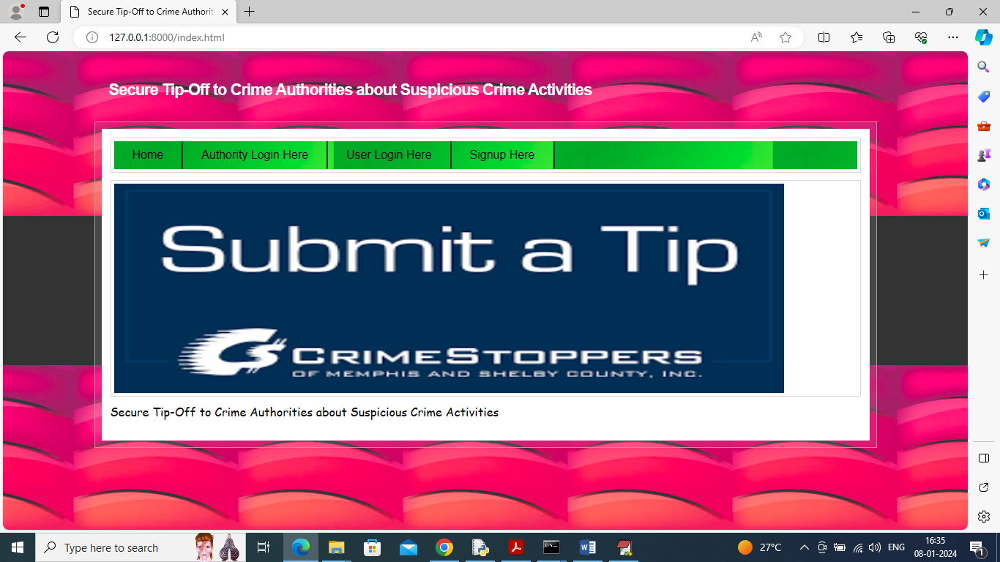 Secure Tip-Off to Crime Authoriti
127.0.0.1:8000/index.html
Secure Tip-Off to Crime Authorities about Suspicious Crime Activities
Home Authority Login Here User Login Here Signup Here
Submit a Tip
CRIMESTOPPERS
OF MEMPHIS AND SHELBY COUNTY, INC.
Secure Tip-Off to Crime Authorities about Suspicious Crime Activities
Type here to search
27°C
ENG
16:35
08-01-2024
1